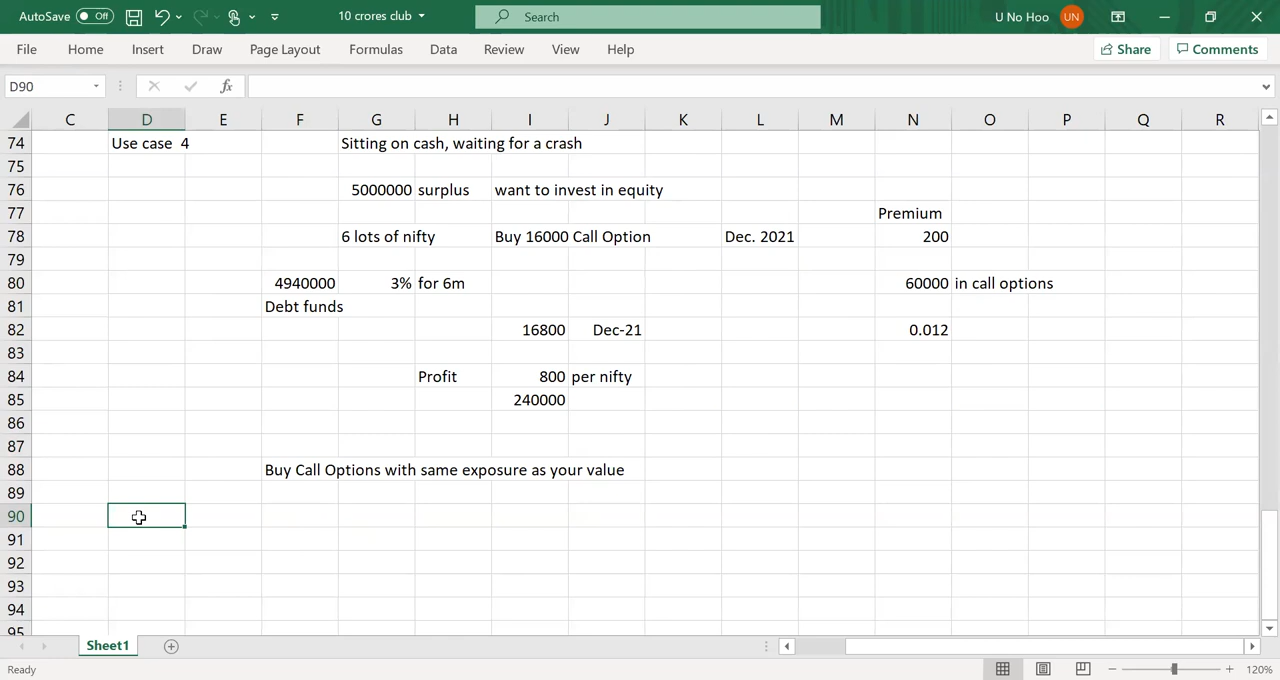 AutoSave Off 10 crores club Search U No Hoo UN
File Home Insert Draw Page Layout Formulas Data Review View Help Share Comments
D90 fx
C D E F G H I J K L M N O P Q R
74 Use case 4 Sitting on cash, waiting for a crash
75
76 5000000 surplus want to invest in equity
77 Premium
78 6 lots of nifty Buy 16000 Call Option Dec. 2021 200
79
80 4940000 3% for 6m 60000 in call options
81 Debt funds
82 16800 Dec-21 0.012
83
84 Profit 800 per nifty
85 240000
86
87
88 Buy Call Options with same exposure as your value
89
90
91
92
93
94
95
Sheet1
Ready 120%